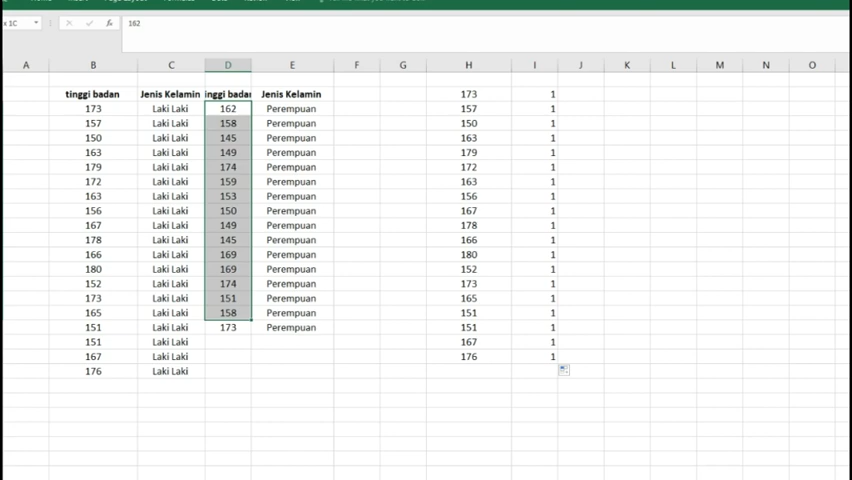 x 1C fx 162
A B C D E F G H I J K L M N O
tinggi badan Jenis Kelamin inggi badan Jenis Kelamin 173 1
173 Laki Laki 162 Perempuan 157 1
157 Laki Laki 158 Perempuan 150 1
150 Laki Laki 145 Perempuan 163 1
163 Laki Laki 149 Perempuan 179 1
179 Laki Laki 174 Perempuan 172 1
172 Laki Laki 159 Perempuan 163 1
163 Laki Laki 153 Perempuan 156 1
156 Laki Laki 150 Perempuan 167 1
167 Laki Laki 149 Perempuan 178 1
178 Laki Laki 145 Perempuan 166 1
166 Laki Laki 169 Perempuan 180 1
180 Laki Laki 169 Perempuan 152 1
152 Laki Laki 174 Perempuan 173 1
173 Laki Laki 151 Perempuan 165 1
165 Laki Laki 158 Perempuan 151 1
151 Laki Laki 173 Perempuan 151 1
151 Laki Laki 167 1
167 Laki Laki 176 1
176 Laki Laki